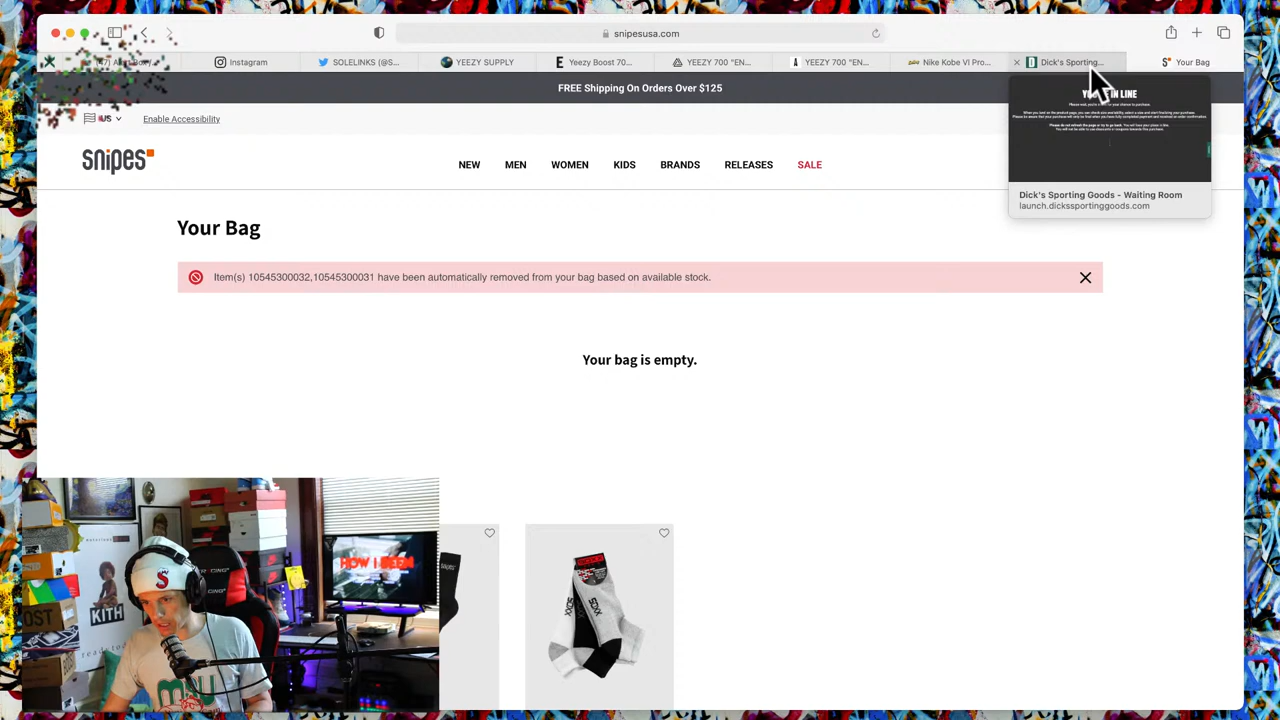 snipesusa.com
Instagram
SOLELINKS (@S...
YEEZY SUPPLY
Yeezy Boost 70...
YEEZY 700 "EN...
YEEZY 700 "EN...
Nike Kobe VI Pro...
Dick's Sporting...
Your Bag
FREE Shipping On Orders Over $125
US
Enable Accessibility
snipes
NEW
MEN
WOMEN
KIDS
BRANDS
RELEASES
SALE
IN LINE
Dick's Sporting Goods - Waiting Room
launch.dickssportinggoods.com
Your Bag
Item(s) 10545300032,10545300031 have been automatically removed from your bag based on available stock.
Your bag is empty.
KITH